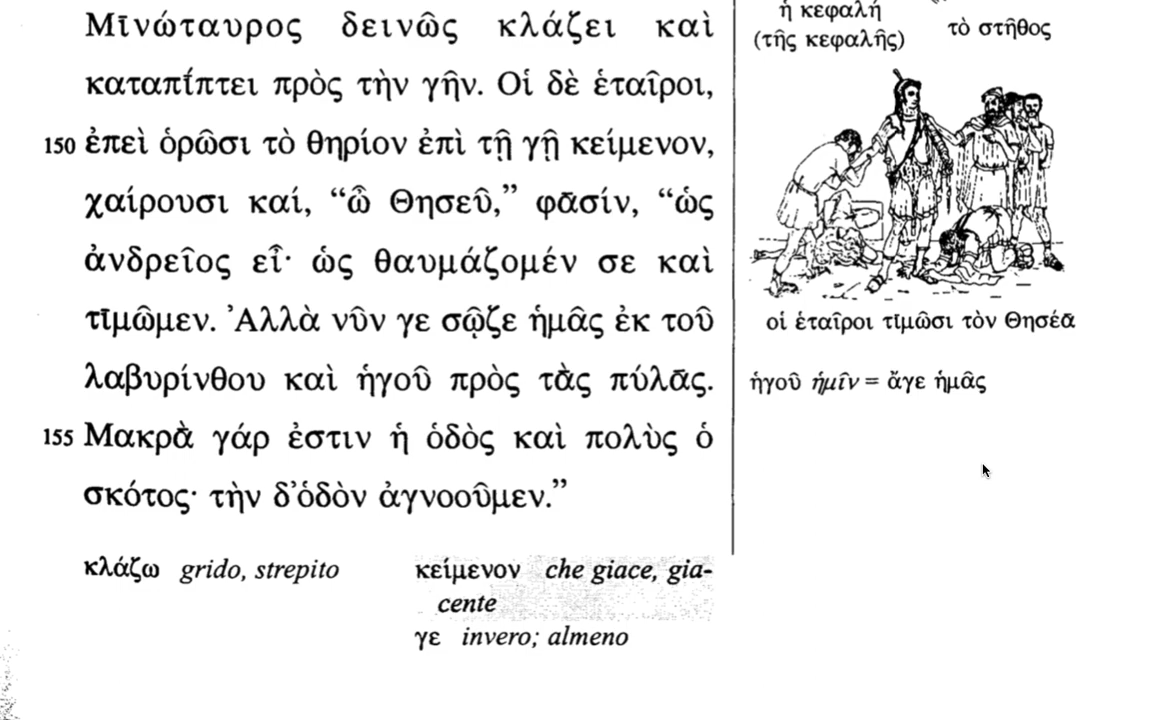 Μῑνώταυρος δεινῶς κλάζει καὶ
καταπΐπτει πρὸς τὴν γῆν. Οἱ δὲ ἑταῖροι,
150 ἐπεὶ ὁρῶσι τὸ θηρίον ἐπὶ τῇ γῇ κείμενον,
χαίρουσι καί, “ὦ Θησεῦ,” φᾱσίν, “ὡς
ἀνδρεῖος εἶ· ὡς θαυμάζομέν σε καὶ
τῑμῶμεν. Ἀλλὰ νῦν γε σῷζε ἡμᾶς ἐκ τοῦ
λαβυρίνθου καὶ ἡγοῦ πρὸς τᾱ̀ς πύλᾱς.
155 Μακρᾱ̀ γάρ ἐστιν ἡ ὁδὸς καὶ πολὺς ὁ
σκότος· τὴν δ’ὁδὸν ἀγνοοῦμεν.”
κλάζω grido, strepito
κείμενον che giace, gia-
cente
γε invero; almeno
ἡ κεφαλή
(τῆς κεφαλῆς)
τὸ στῆθος
οἱ ἑταῖροι τῑμῶσι τὸν Θησέᾱ
ἡγοῦ ἡμῖν = ἄγε ἡμᾶς